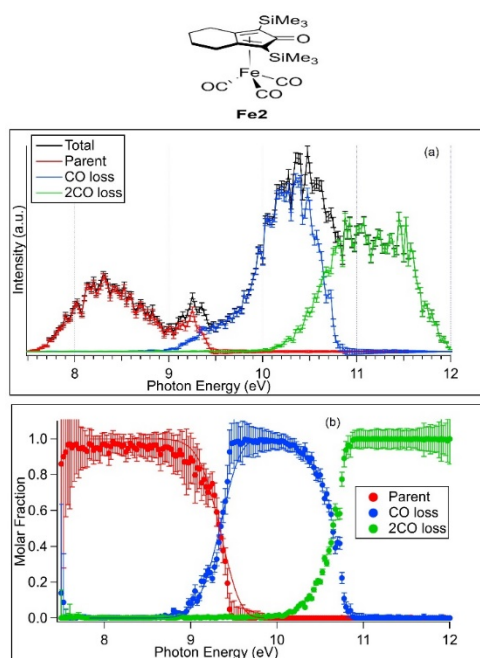 SiMe₃
O
SiMe₃
Fe
OC CO
CO
Fe2
(a)
Total
Parent
CO loss
2CO loss
Intensity (a.u.)
8 9 10 11 12
Photon Energy (eV)
(b)
1.0
0.8
0.6
0.4
0.2
0.0
Molar Fraction
Parent
CO loss
2CO loss
8 9 10 11 12
Photon Energy (eV)